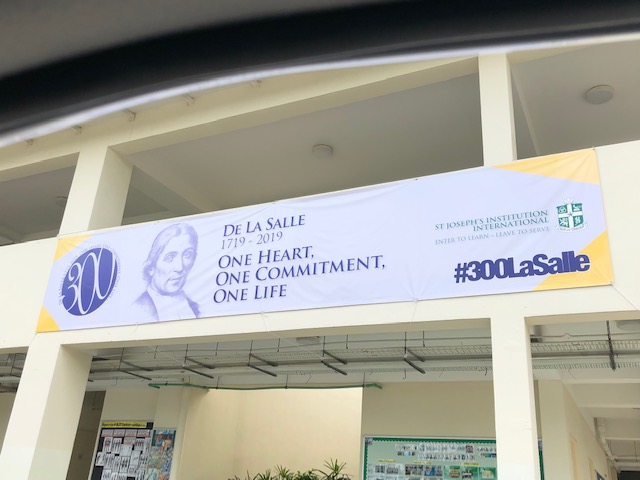 300
DE LA SALLE
1719 - 2019
ONE HEART,
ONE COMMITMENT,
ONE LIFE
ST JOSEPH'S INSTITUTION
INTERNATIONAL
ENTER TO LEARN - LEAVE TO SERVE
#300LaSalle